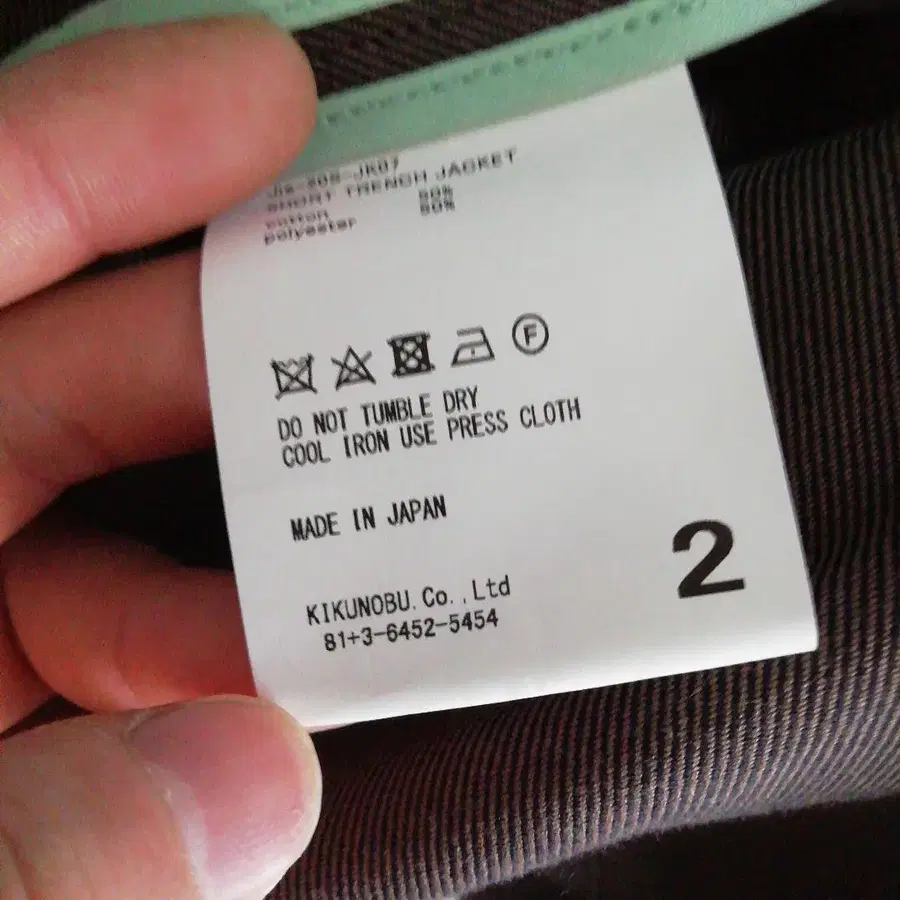 SHORT TRENCH JACKET
cotton 50%
polyester 50%
F
DO NOT TUMBLE DRY
COOL IRON USE PRESS CLOTH
MADE IN JAPAN
2
KIKUNOBU.Co.,Ltd
81+3-6452-5454